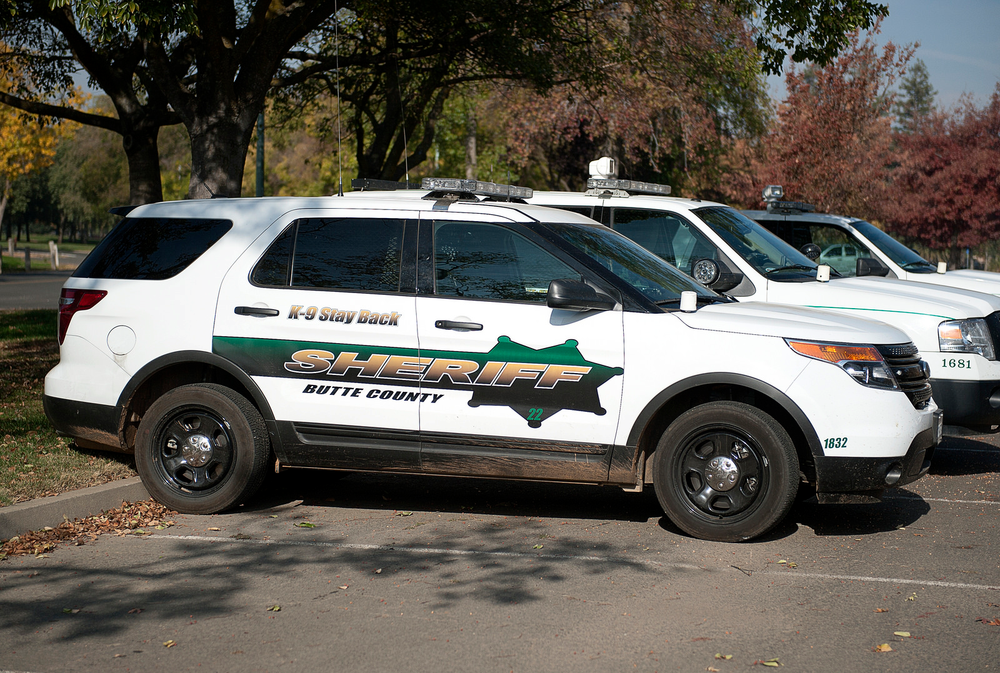 K-9 Stay Back
SHERIFF
BUTTE COUNTY
22
1832
1681